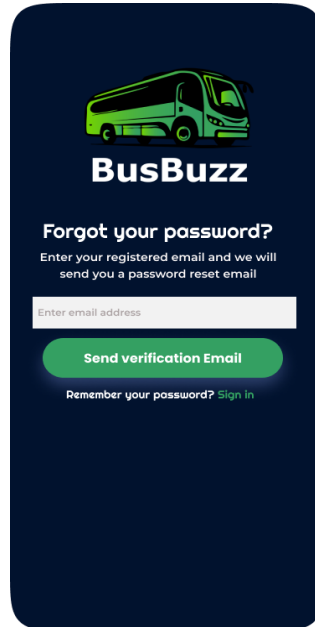 BusBuzz
Forgot your password?
Enter your registered email and we will
send you a password reset email
Enter email address
Send verification Email
Remember your password? Sign in